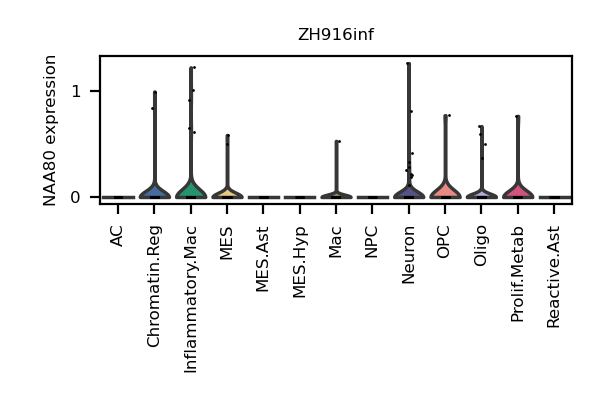 ZH916inf
NAA80 expression
1
0
AC
Chromatin.Reg
Inflammatory.Mac
MES
MES.Ast
MES.Hyp
Mac
NPC
Neuron
OPC
Oligo
Prolif.Metab
Reactive.Ast